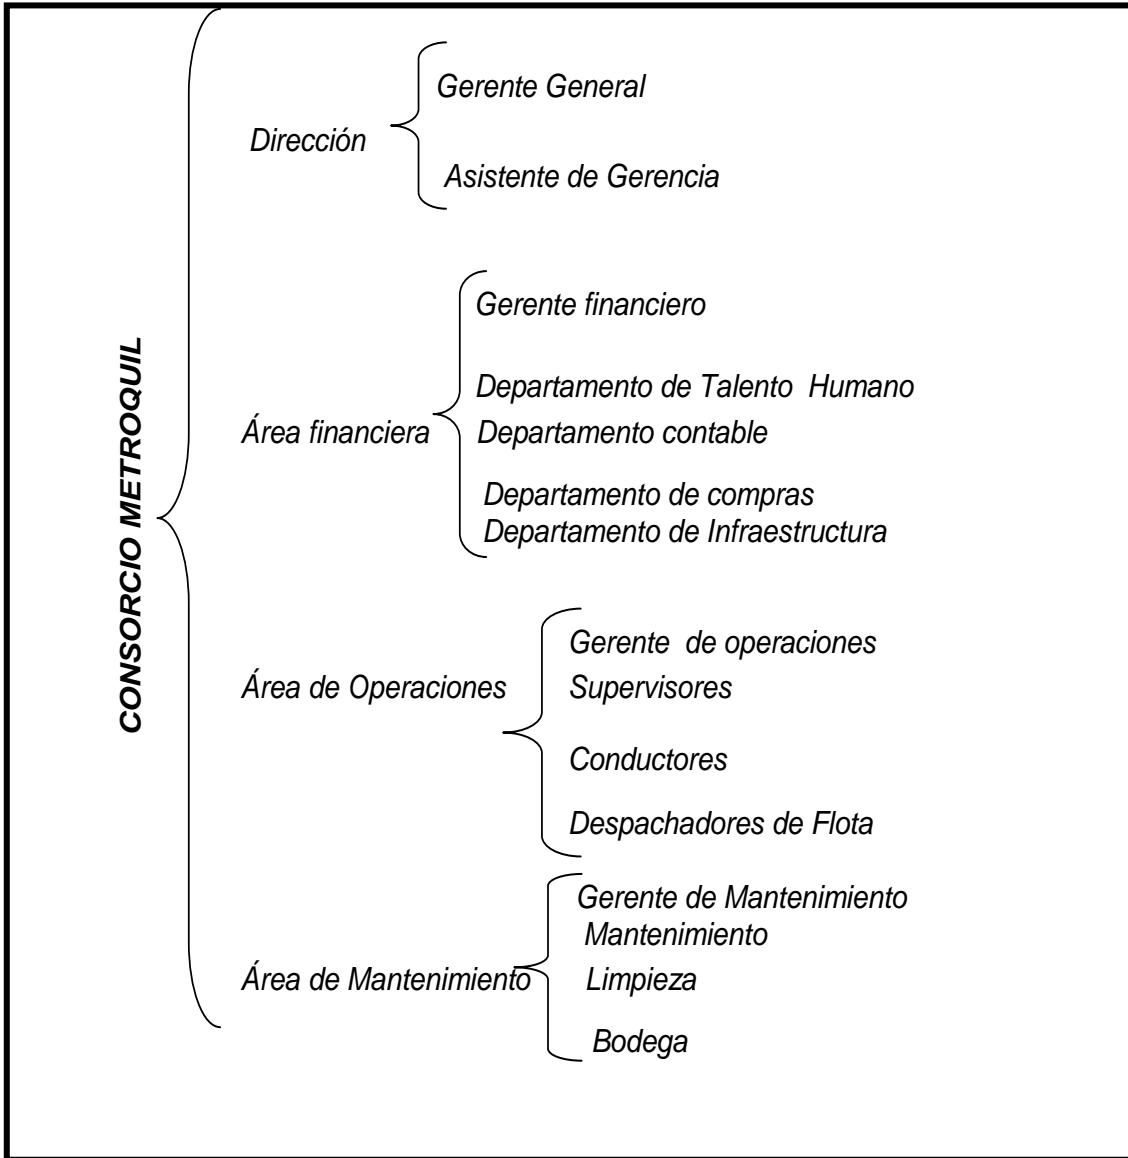 CONSORCIO METROQUIL
Dirección
Gerente General
Asistente de Gerencia
Área financiera
Gerente financiero
Departamento de Talento Humano
Departamento contable
Departamento de compras
Departamento de Infraestructura
Área de Operaciones
Gerente de operaciones
Supervisores
Conductores
Despachadores de Flota
Área de Mantenimiento
Gerente de Mantenimiento
Mantenimiento
Limpieza
Bodega